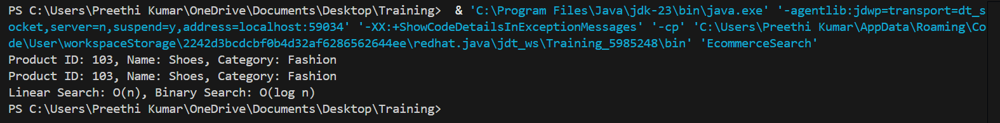 PS C:\Users\Preethi Kumar\OneDrive\Documents\Desktop\Training>  & 'C:\Program Files\Java\jdk-23\bin\java.exe' '-agentlib:jdwp=transport=dt_s
ocket,server=n,suspend=y,address=localhost:59034' '-XX:+ShowCodeDetailsInExceptionMessages' '-cp' 'C:\Users\Preethi Kumar\AppData\Roaming\Co
de\User\workspaceStorage\2242d3bcdcbf0b4d32af6286562644ee\redhat.java\jdt_ws\Training_5985248\bin' 'EcommerceSearch'
Product ID: 103, Name: Shoes, Category: Fashion
Product ID: 103, Name: Shoes, Category: Fashion
Linear Search: O(n), Binary Search: O(log n)
PS C:\Users\Preethi Kumar\OneDrive\Documents\Desktop\Training>